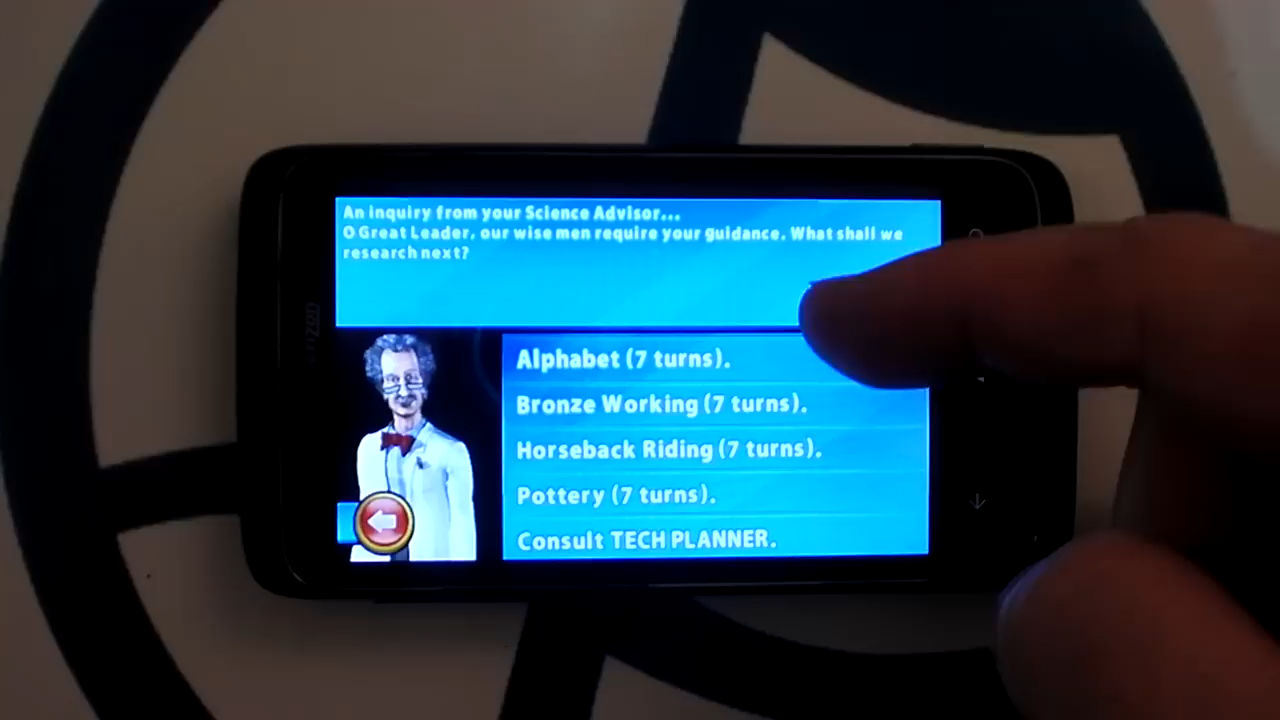 An inquiry from your Science Advisor...
O Great Leader, our wise men require your guidance. What shall we
research next?
Alphabet (7 turns).
Bronze Working (7 turns).
Horseback Riding (7 turns).
Pottery (7 turns).
Consult TECH PLANNER.